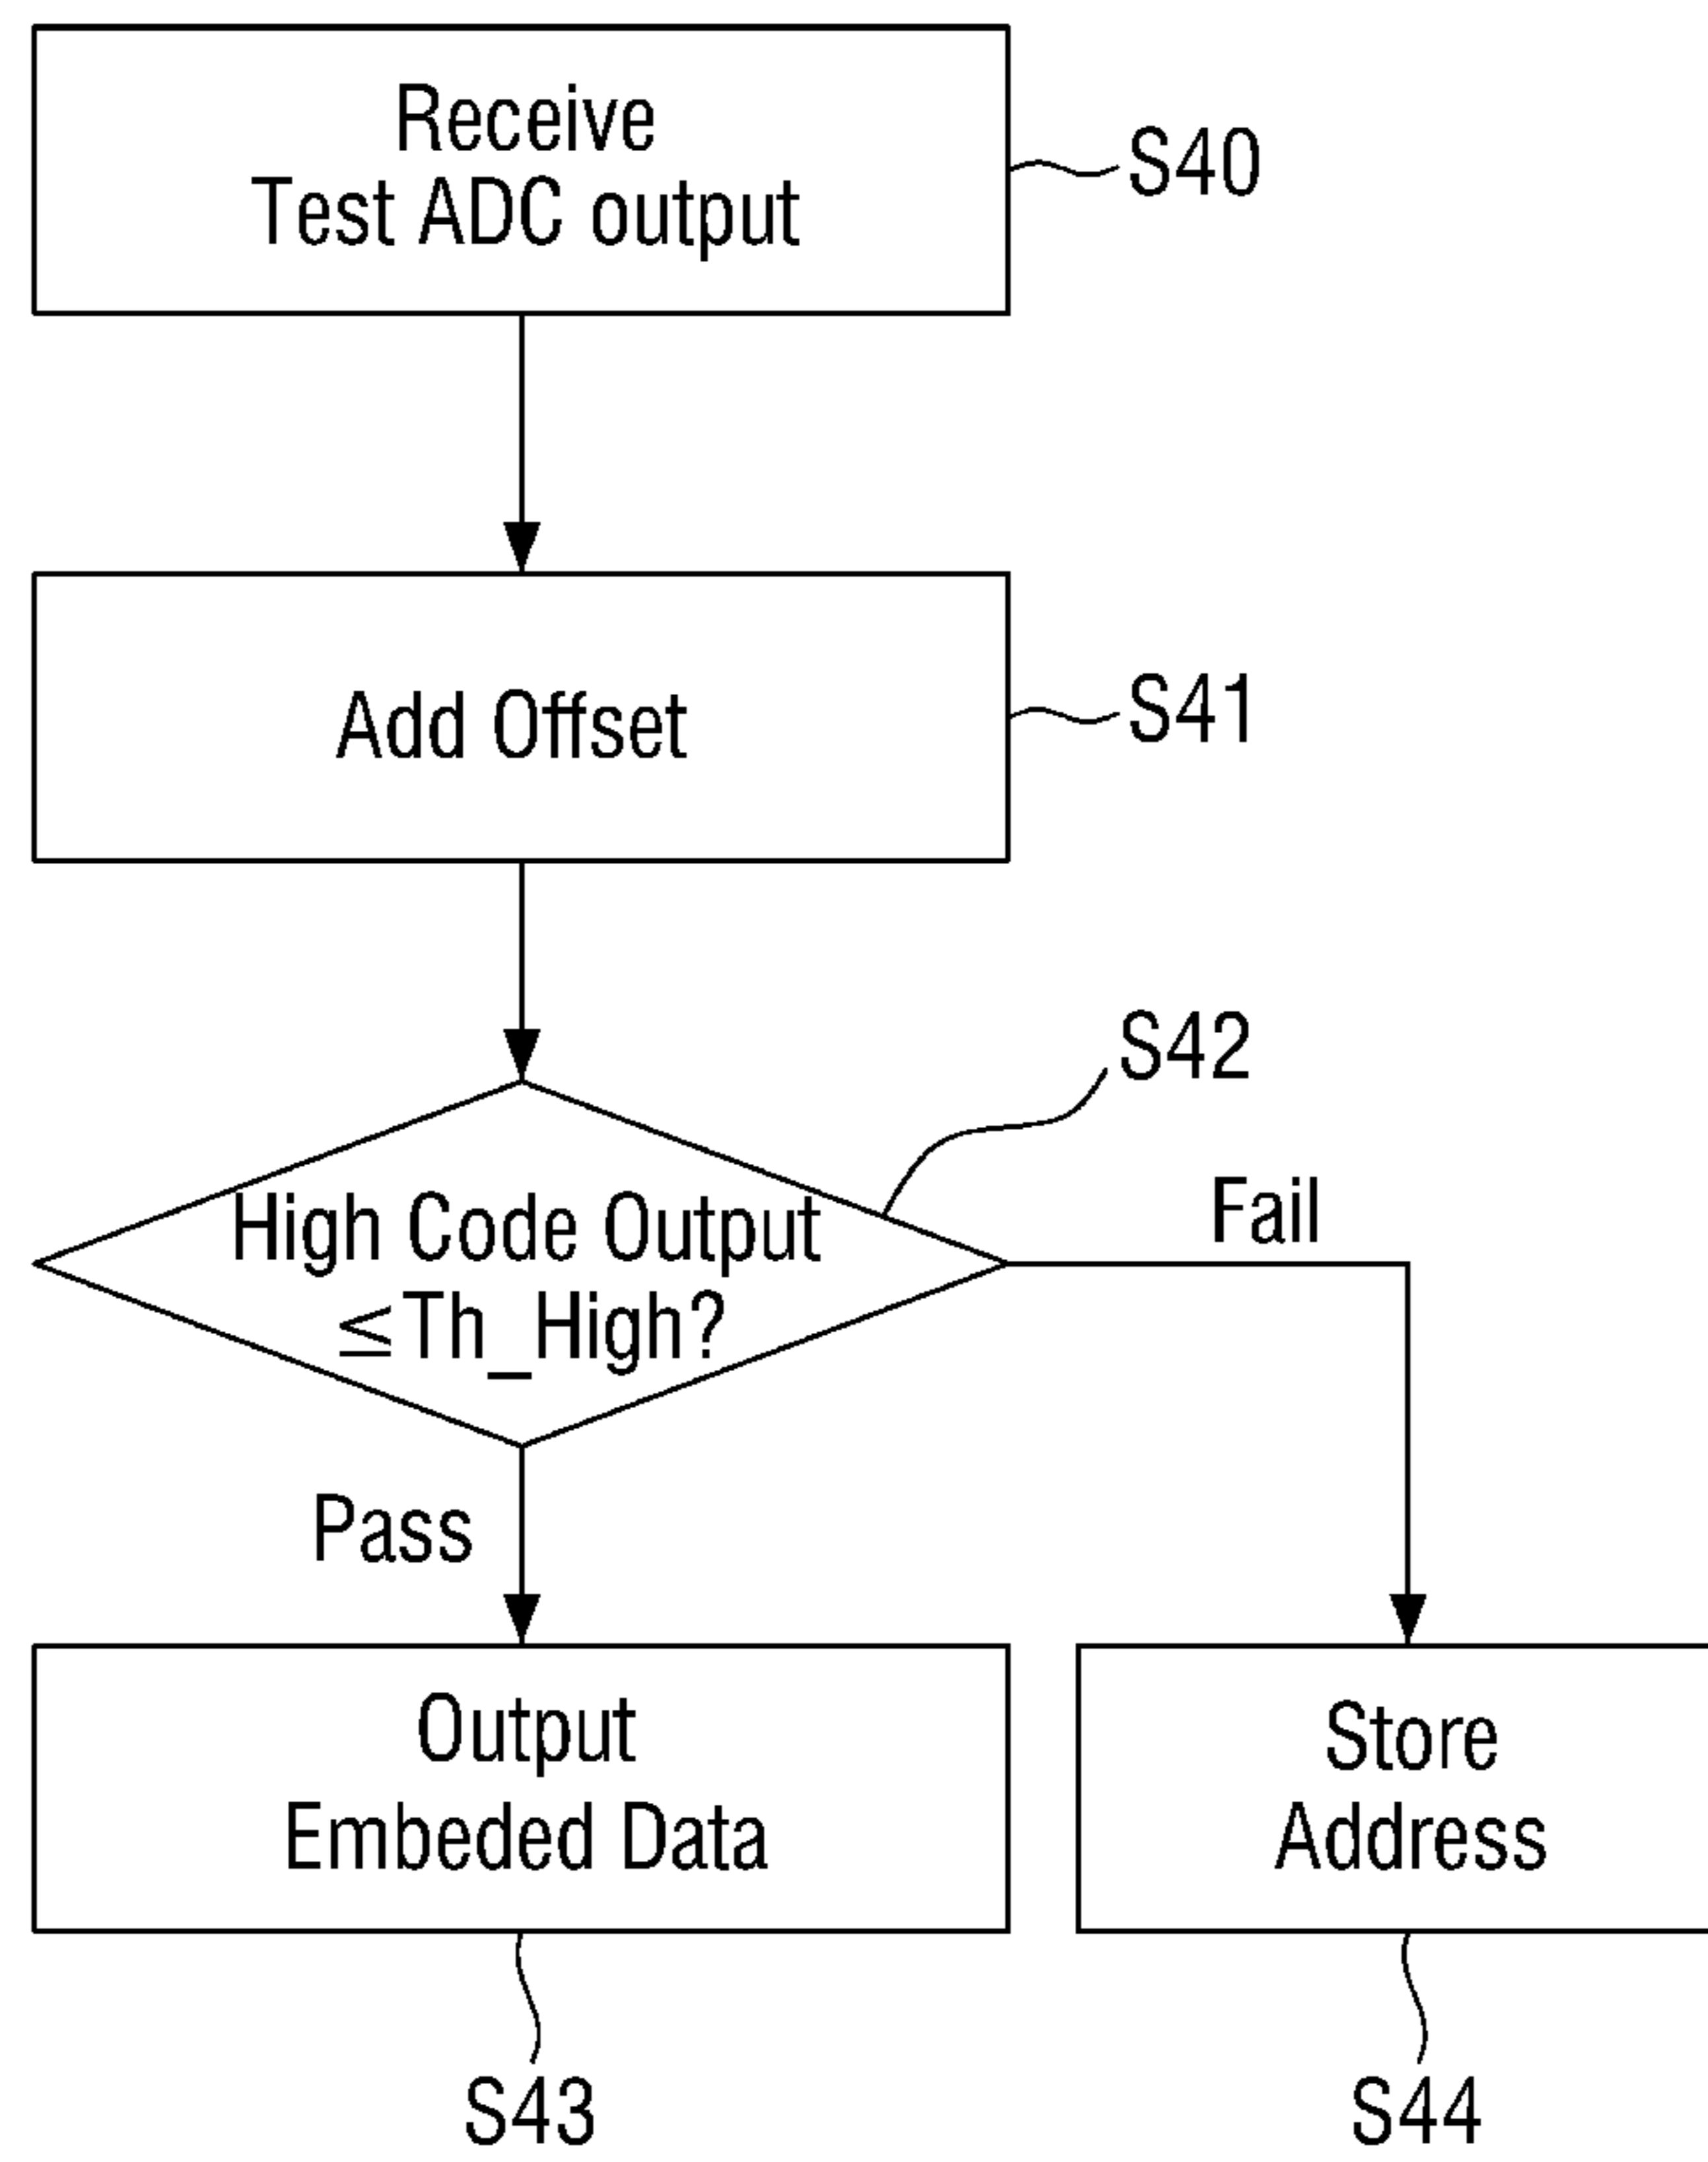 Receive
Test ADC output
S40
Add Offset
S41
S42
High Code Output
≤Th_High?
Fail
Pass
Output
Embeded Data
Store
Address
S43
S44